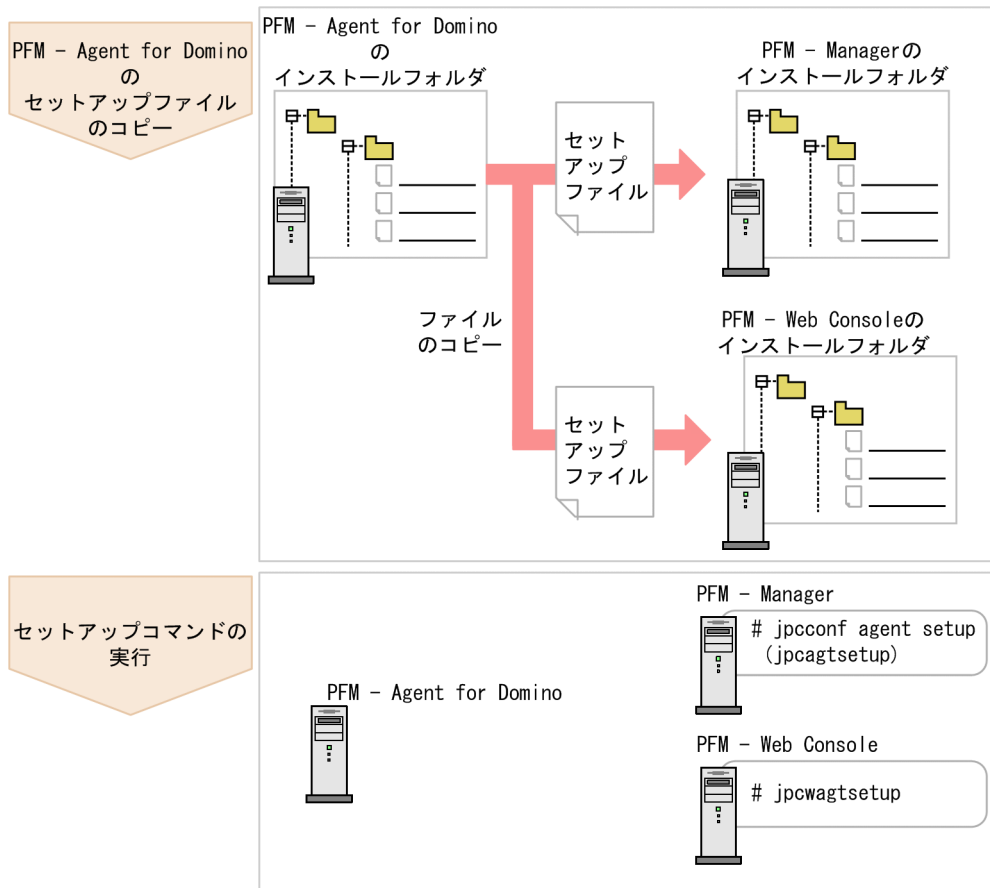 PFM － Agent for Domino
の
セットアップファイル
のコピー
PFM － Agent for Domino
の
インストールフォルダ
セット
アップ
ファイル
PFM － Managerの
インストールフォルダ
ファイル
のコピー
セット
アップ
ファイル
PFM － Web Consoleの
インストールフォルダ
セットアップコマンドの
実行
PFM － Agent for Domino
PFM － Manager
# jpcconf agent setup
(jpcagtsetup)
PFM － Web Console
# jpcwagtsetup